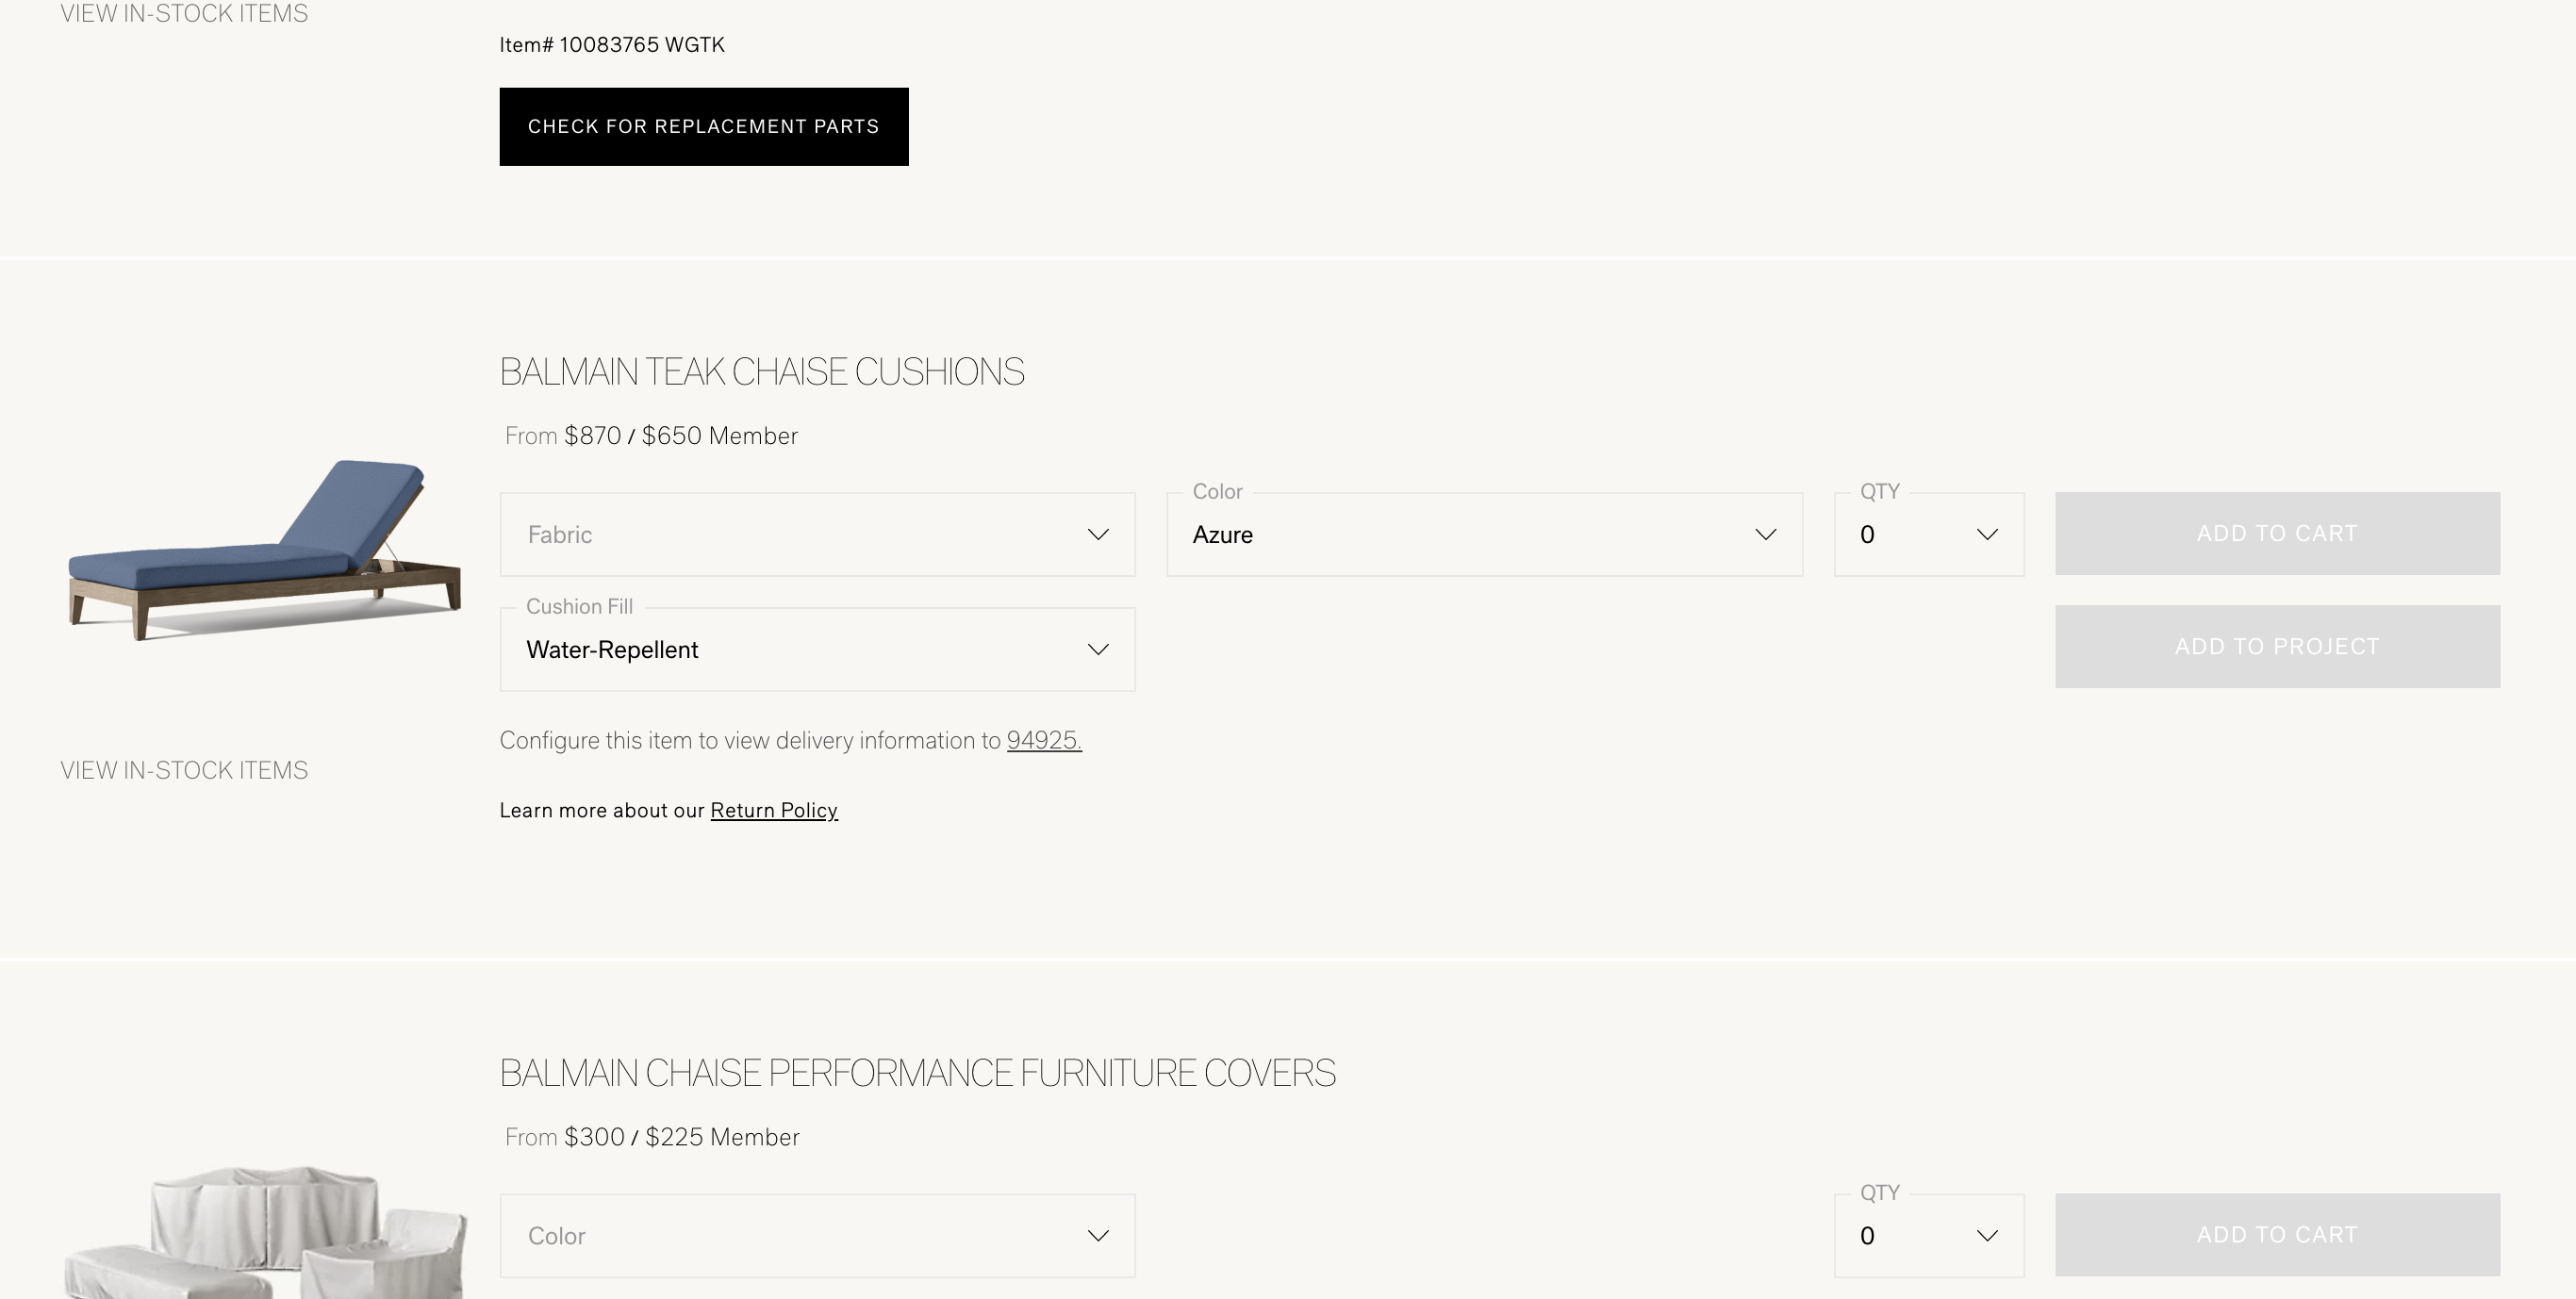 VIEW IN-STOCK ITEMS
Item# 10083765 WGTK
CHECK FOR REPLACEMENT PARTS
BALMAIN TEAK CHAISE CUSHIONS
From $870 / $650 Member
Fabric
Color
Azure
QTY
0
ADD TO CART
Cushion Fill
Water-Repellent
ADD TO PROJECT
Configure this item to view delivery information to 94925.
VIEW IN-STOCK ITEMS
Learn more about our Return Policy
BALMAIN CHAISE PERFORMANCE FURNITURE COVERS
From $300 / $225 Member
Color
QTY
0
ADD TO CART